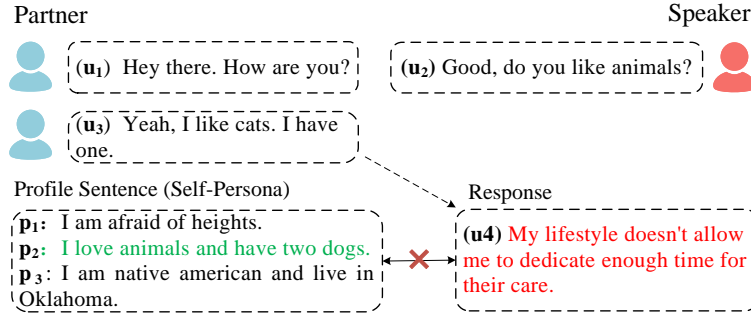 Partner
Speaker
(u₁) Hey there. How are you?
(u₂) Good, do you like animals?
(u₃) Yeah, I like cats. I have
one.
Profile Sentence (Self-Persona)
Response
p₁: I am afraid of heights.
p₂: I love animals and have two dogs.
p₃: I am native american and live in
Oklahoma.
(u4) My lifestyle doesn't allow
me to dedicate enough time for
their care.